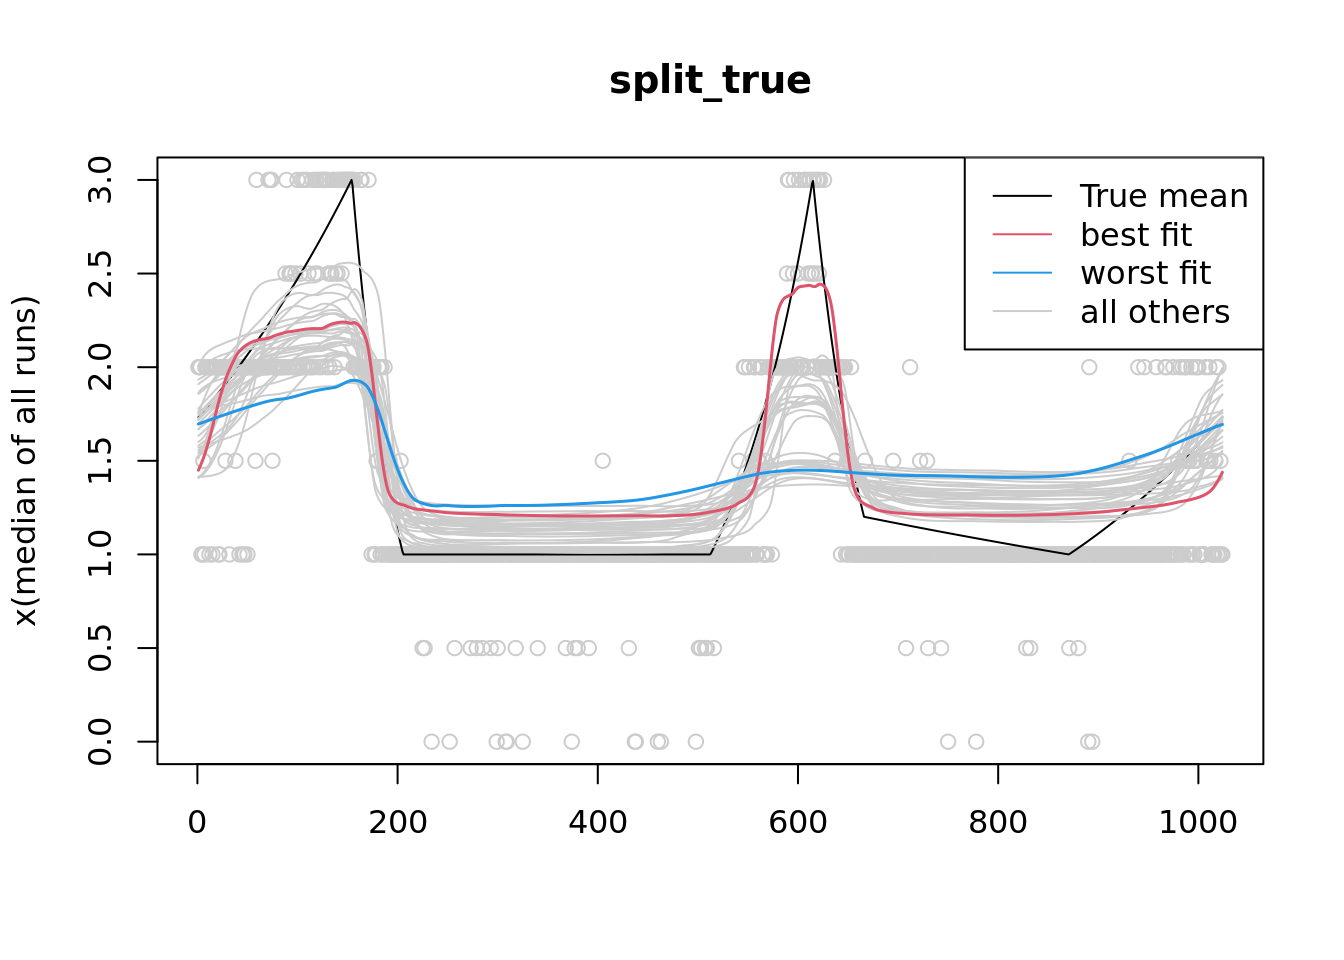 split_true
x(median of all runs)
3.0
2.5
2.0
1.5
1.0
0.5
0.0
True mean
best fit
worst fit
all others
0 200 400 600 800 1000